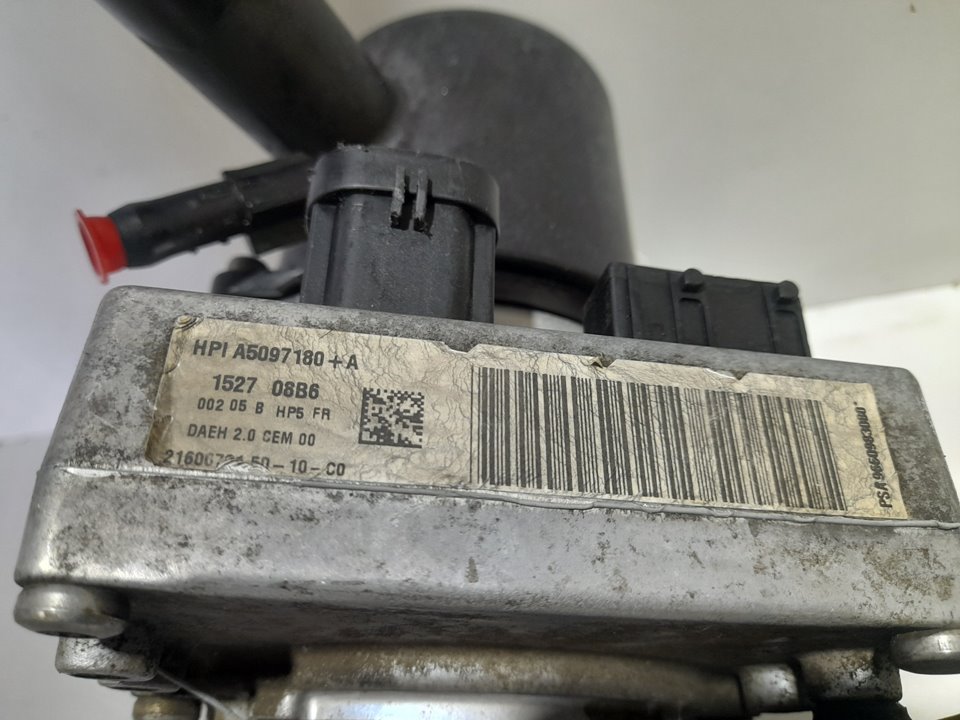 HPI A5097180+A
1527 08B6
002 05 B HP5 FR
DAEH 2.0 CEM 00